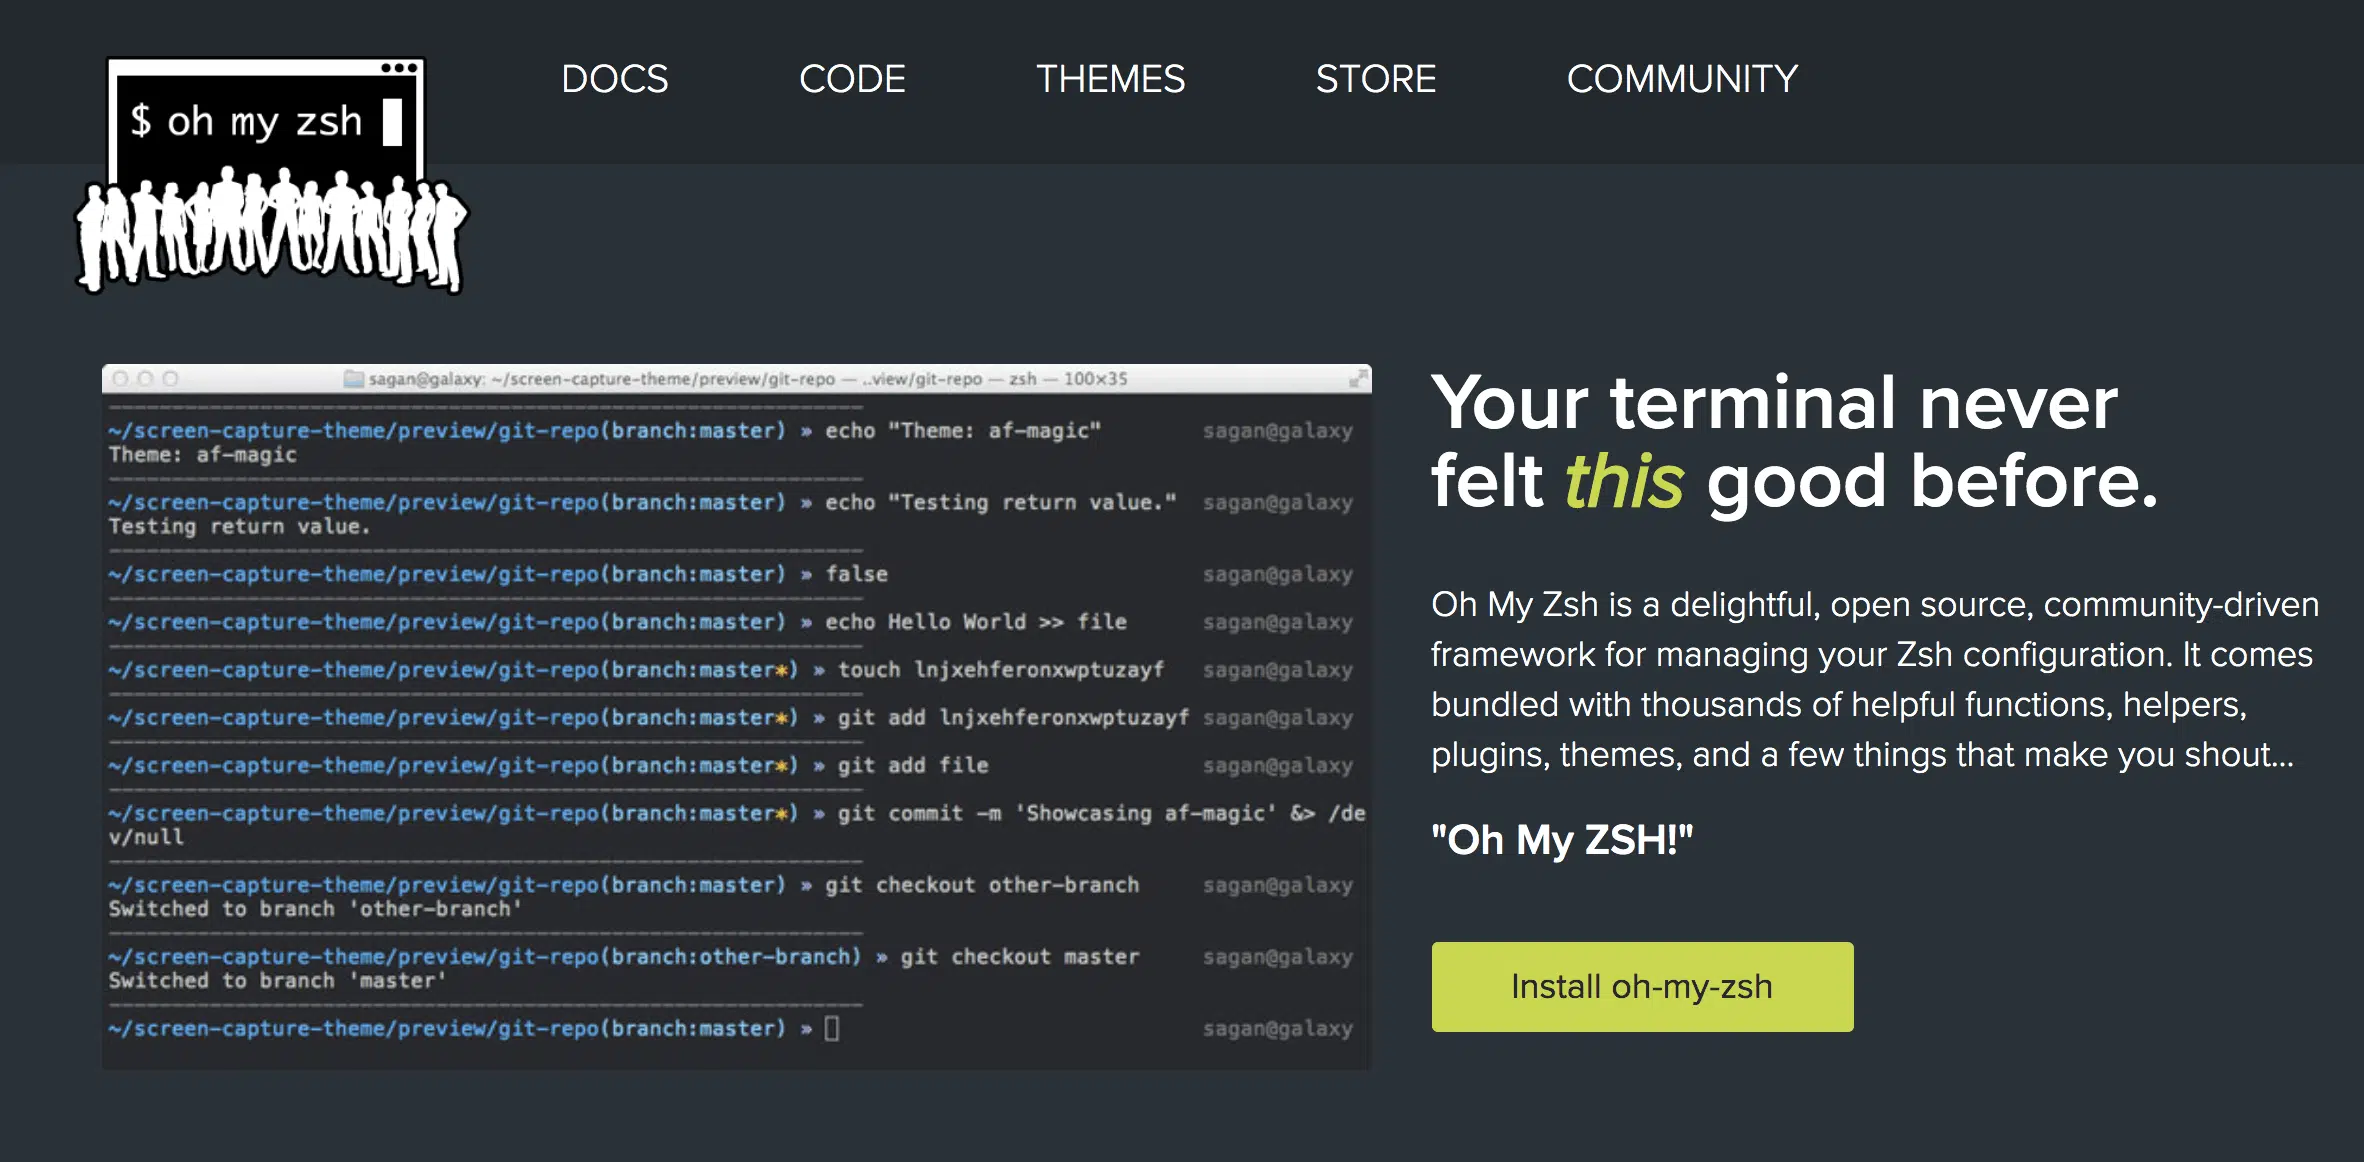 $ oh my zsh
DOCS CODE THEMES STORE COMMUNITY
sagan@galaxy: ~/screen-capture-theme/preview/git-repo — ..view/git-repo — zsh — 100×35
~/screen-capture-theme/preview/git-repo(branch:master) » echo "Theme: af-magic" sagan@galaxy
Theme: af-magic
~/screen-capture-theme/preview/git-repo(branch:master) » echo "Testing return value." sagan@galaxy
Testing return value.
~/screen-capture-theme/preview/git-repo(branch:master) » false sagan@galaxy
~/screen-capture-theme/preview/git-repo(branch:master) » echo Hello World >> file sagan@galaxy
~/screen-capture-theme/preview/git-repo(branch:master*) » touch lnjxehferonxwptuzayf sagan@galaxy
~/screen-capture-theme/preview/git-repo(branch:master*) » git add lnjxehferonxwptuzayf sagan@galaxy
~/screen-capture-theme/preview/git-repo(branch:master*) » git add file sagan@galaxy
~/screen-capture-theme/preview/git-repo(branch:master*) » git commit -m 'Showcasing af-magic' &> /de
v/null
~/screen-capture-theme/preview/git-repo(branch:master) » git checkout other-branch sagan@galaxy
Switched to branch 'other-branch'
~/screen-capture-theme/preview/git-repo(branch:other-branch) » git checkout master sagan@galaxy
Switched to branch 'master'
~/screen-capture-theme/preview/git-repo(branch:master) » sagan@galaxy
Your terminal never
felt this good before.
Oh My Zsh is a delightful, open source, community-driven
framework for managing your Zsh configuration. It comes
bundled with thousands of helpful functions, helpers,
plugins, themes, and a few things that make you shout...
"Oh My ZSH!"
Install oh-my-zsh